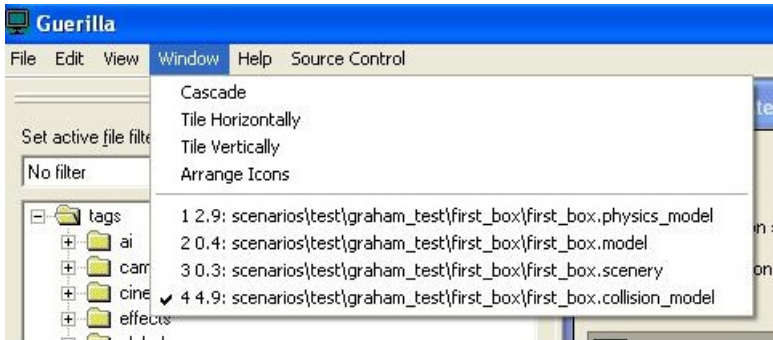 Guerilla
File Edit View Window Help Source Control
Cascade
Tile Horizontally
Tile Vertically
Arrange Icons
1 2.9: scenarios\test\graham_test\first_box\first_box.physics_model
2 0.4: scenarios\test\graham_test\first_box\first_box.model
3 0.3: scenarios\test\graham_test\first_box\first_box.scenery
4 4.9: scenarios\test\graham_test\first_box\first_box.collision_model
Set active file filte
No filter
tags
ai
cam
cine
effects